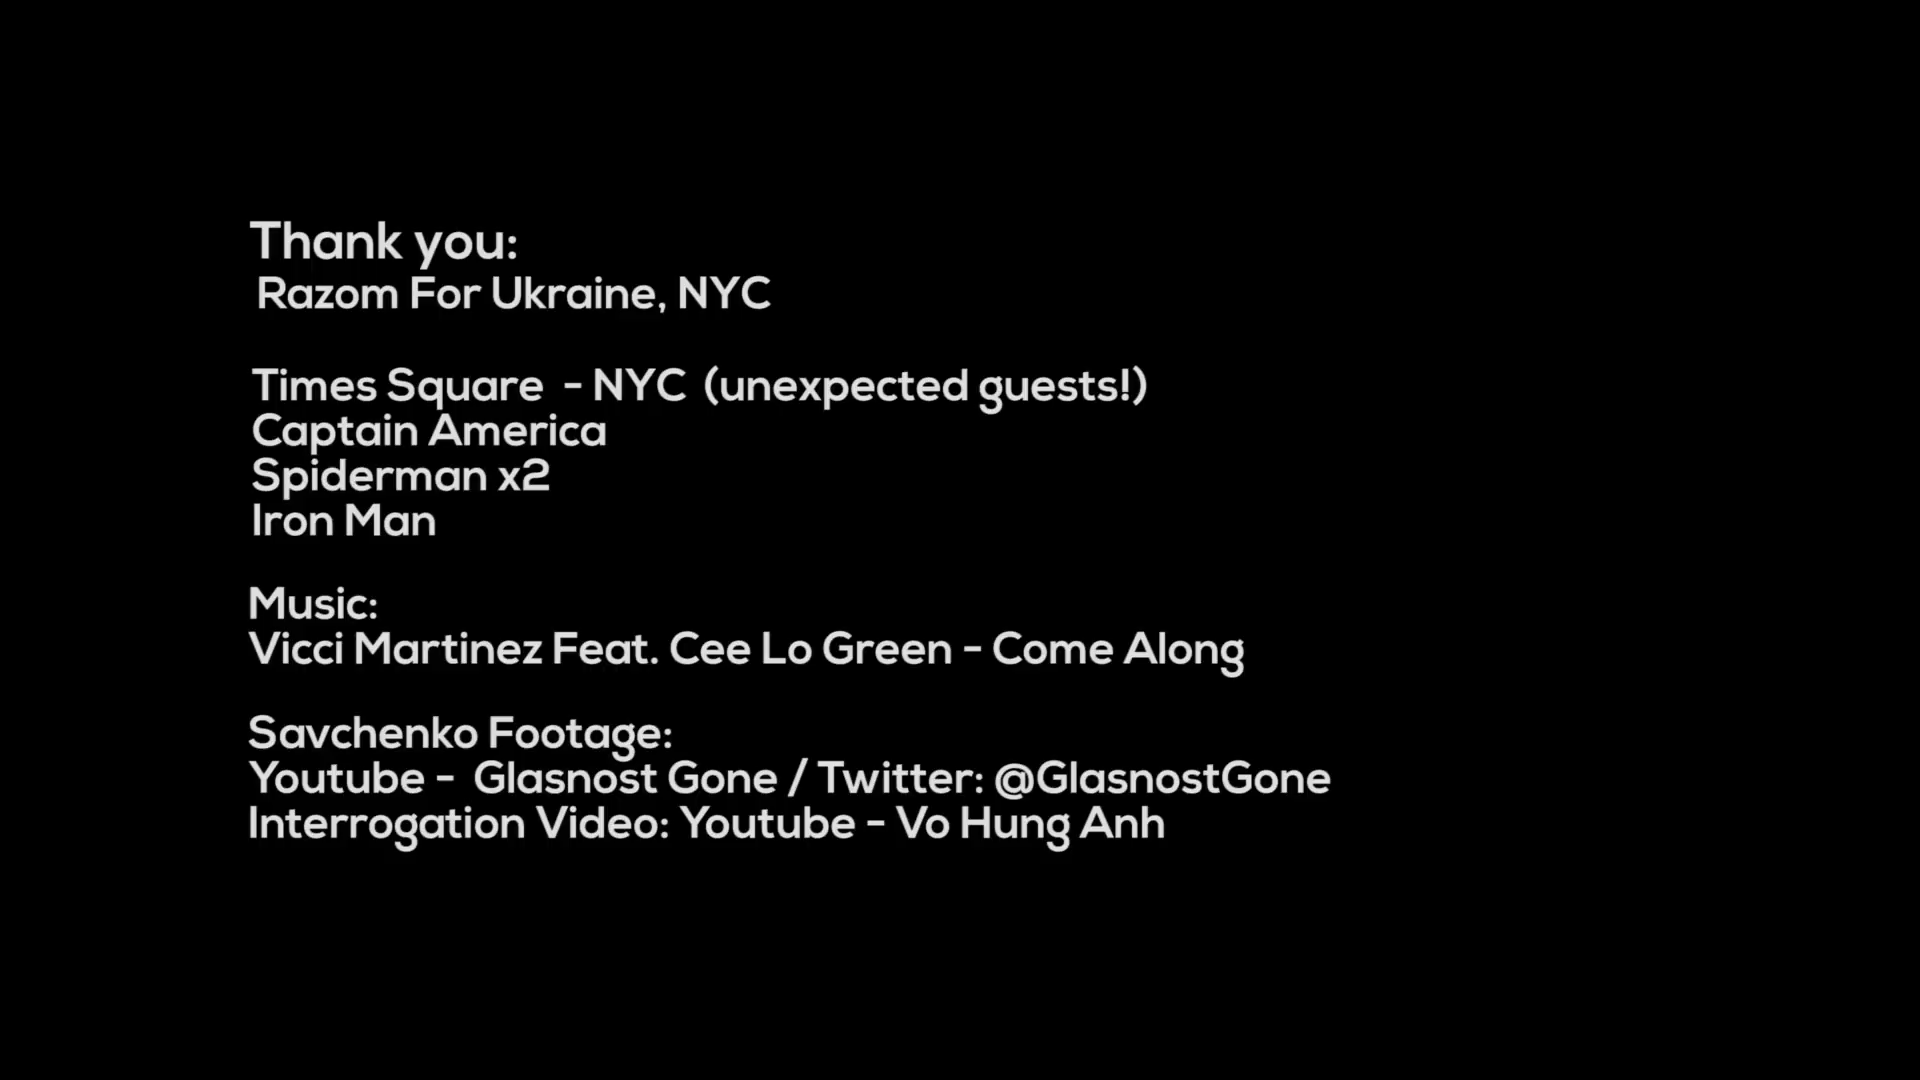 Thank you:
Razom For Ukraine, NYC
Times Square - NYC (unexpected guests!)
Captain America
Spiderman x2
Iron Man
Music:
Vicci Martinez Feat. Cee Lo Green - Come Along
Savchenko Footage:
Youtube - Glasnost Gone / Twitter: @GlasnostGone
Interrogation Video: Youtube - Vo Hung Anh